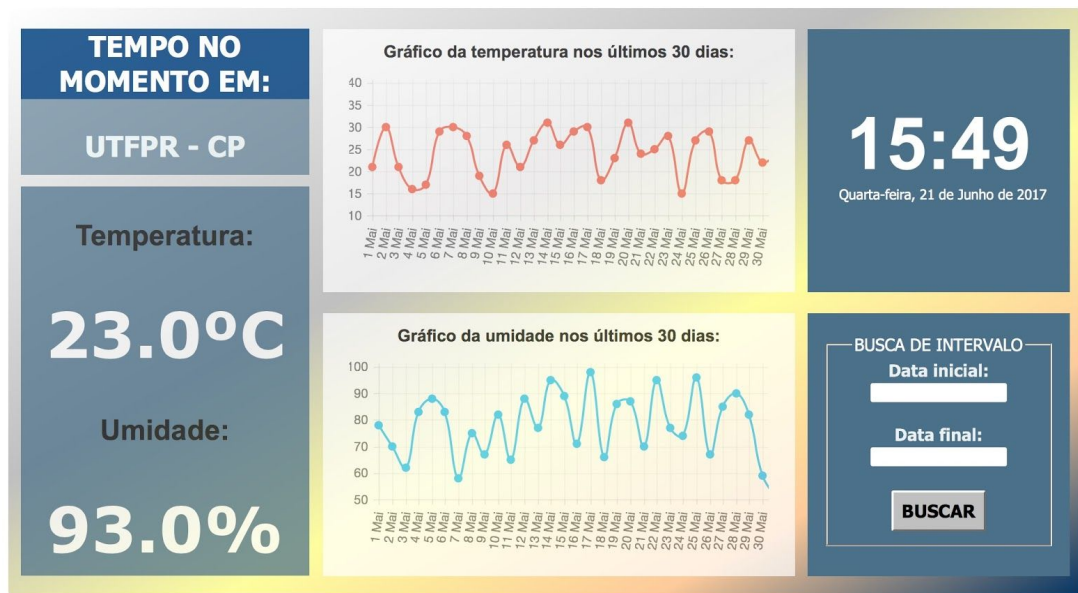 TEMPO NO
MOMENTO EM:
UTFPR - CP
Temperatura:
23.0ºC
Umidade:
93.0%
Gráfico da temperatura nos últimos 30 dias:
40
35
30
25
20
15
10
1 Mai
2 Mai
3 Mai
4 Mai
5 Mai
6 Mai
7 Mai
8 Mai
9 Mai
10 Mai
11 Mai
12 Mai
13 Mai
14 Mai
15 Mai
16 Mai
17 Mai
18 Mai
19 Mai
20 Mai
21 Mai
22 Mai
23 Mai
24 Mai
25 Mai
26 Mai
27 Mai
28 Mai
29 Mai
30 Mai
Gráfico da umidade nos últimos 30 dias:
100
90
80
70
60
50
1 Mai
2 Mai
3 Mai
4 Mai
5 Mai
6 Mai
7 Mai
8 Mai
9 Mai
10 Mai
11 Mai
12 Mai
13 Mai
14 Mai
15 Mai
16 Mai
17 Mai
18 Mai
19 Mai
20 Mai
21 Mai
22 Mai
23 Mai
24 Mai
25 Mai
26 Mai
27 Mai
28 Mai
29 Mai
30 Mai
15:49
Quarta-feira, 21 de Junho de 2017
BUSCA DE INTERVALO
Data inicial:
Data final:
BUSCAR